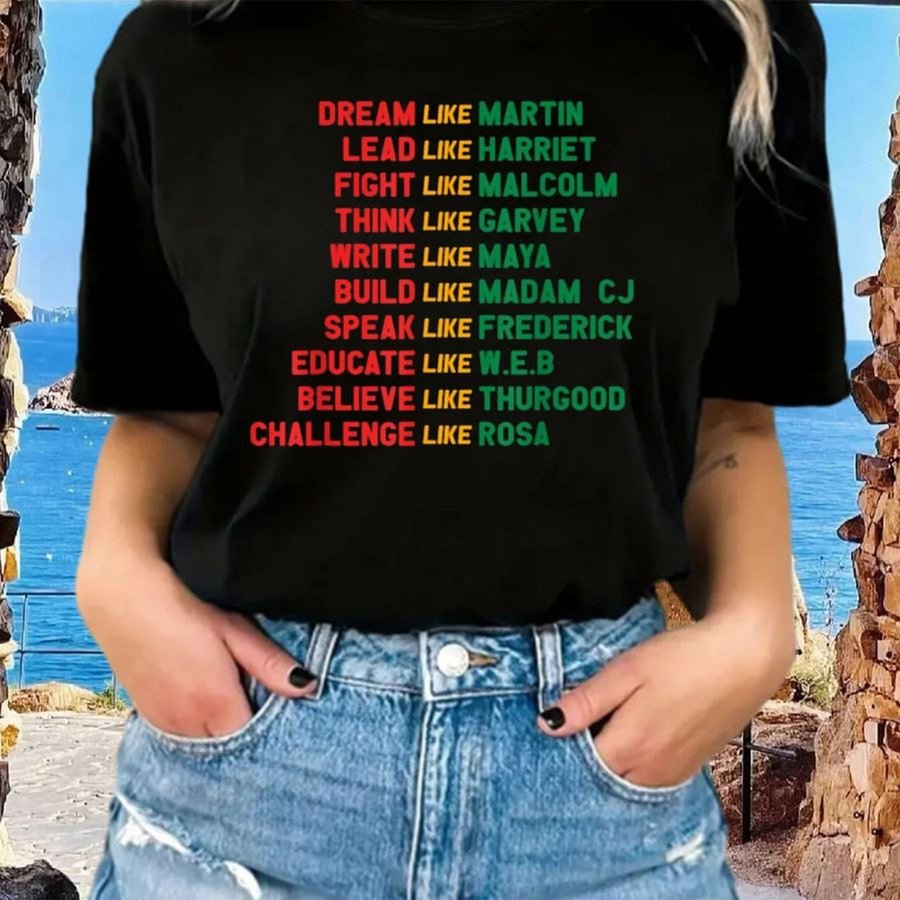 DREAM LIKE MARTIN
LEAD LIKE HARRIET
FIGHT LIKE MALCOLM
THINK LIKE GARVEY
WRITE LIKE MAYA
BUILD LIKE MADAM CJ
SPEAK LIKE FREDERICK
EDUCATE LIKE W.E.B
BELIEVE LIKE THURGOOD
CHALLENGE LIKE ROSA